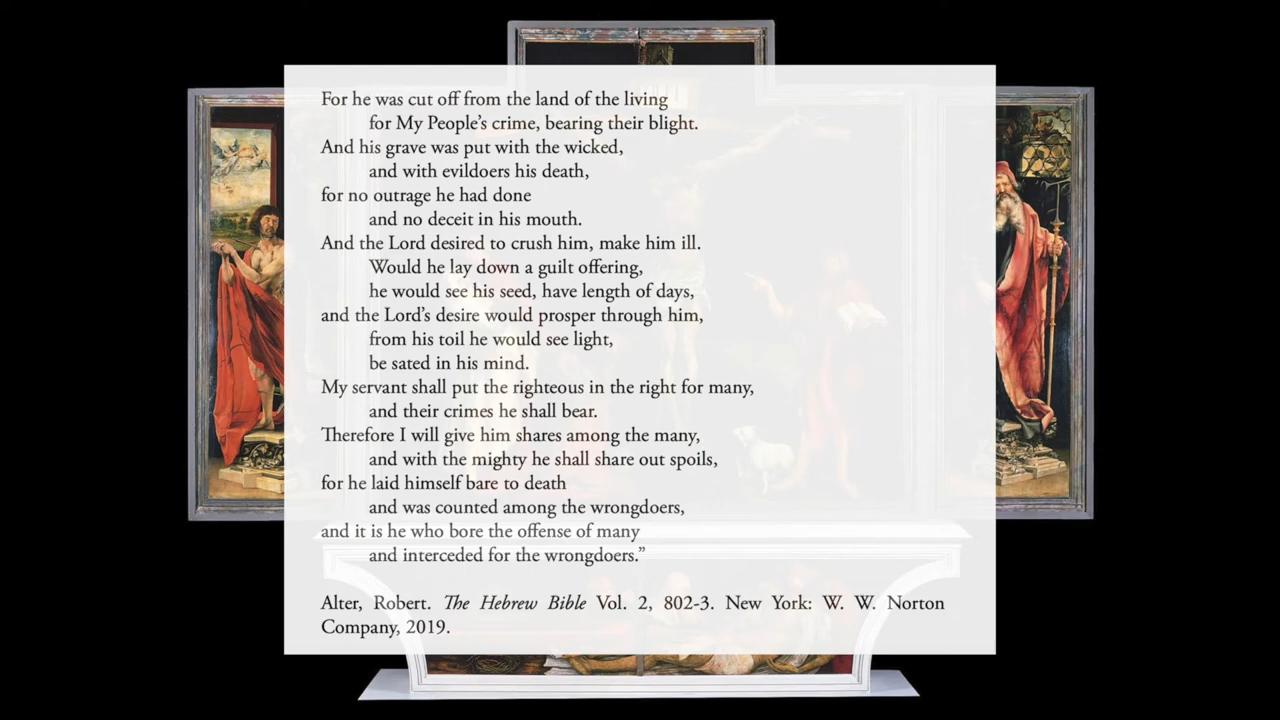 For he was cut off from the land of the living
for My People’s crime, bearing their blight.
And his grave was put with the wicked,
and with evildoers his death,
for no outrage he had done
and no deceit in his mouth.
And the Lord desired to crush him, make him ill.
Would he lay down a guilt offering,
he would see his seed, have length of days,
and the Lord’s desire would prosper through him,
from his toil he would see light,
be sated in his mind.
My servant shall put the righteous in the right for many,
and their crimes he shall bear.
Therefore I will give him shares among the many,
and with the mighty he shall share out spoils,
for he laid himself bare to death
and was counted among the wrongdoers,
and it is he who bore the offense of many
and interceded for the wrongdoers.”
Alter, Robert. The Hebrew Bible Vol. 2, 802-3. New York: W. W. Norton
Company, 2019.